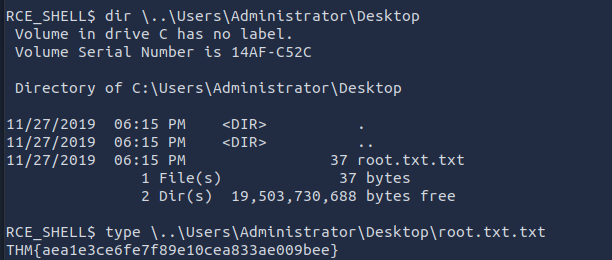 RCE_SHELL$ dir \..\Users\Administrator\Desktop
 Volume in drive C has no label.
 Volume Serial Number is 14AF-C52C

 Directory of C:\Users\Administrator\Desktop

11/27/2019  06:15 PM    <DIR>          .
11/27/2019  06:15 PM    <DIR>          ..
11/27/2019  06:15 PM                37 root.txt.txt
               1 File(s)             37 bytes
               2 Dir(s)  19,503,730,688 bytes free

RCE_SHELL$ type \..\Users\Administrator\Desktop\root.txt.txt
THM{aea1e3ce6fe7f89e10cea833ae009bee}